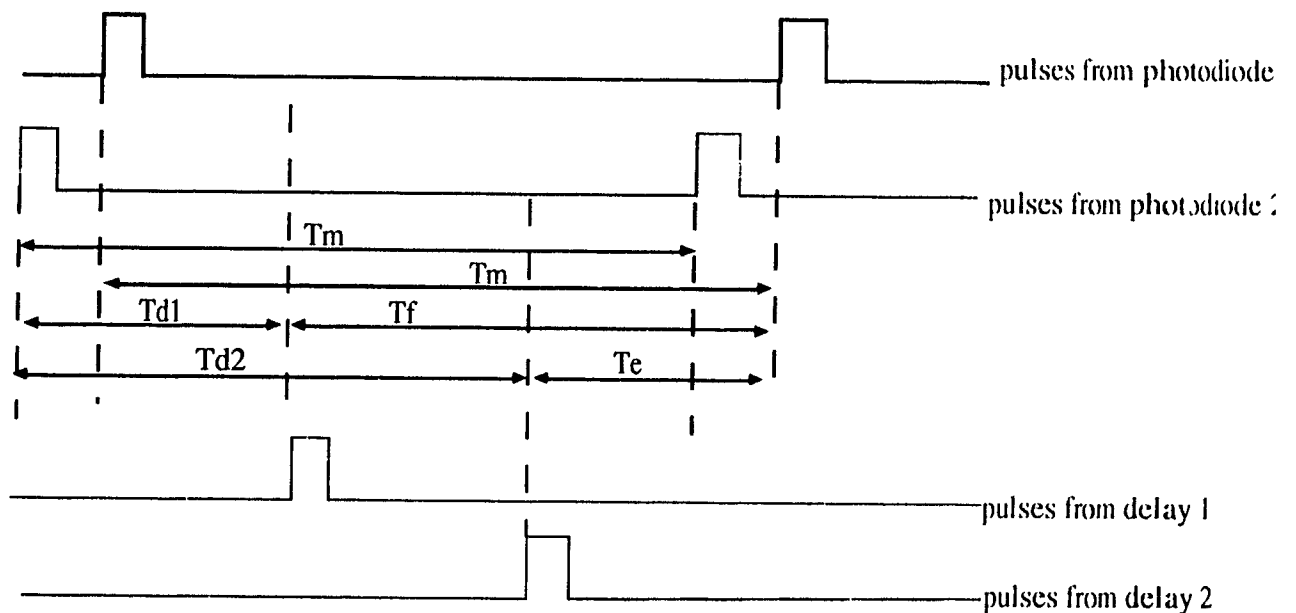 pulses from photodiode
pulses from photodiode
Tm
Tm
Td1
Tf
Td2
Te
pulses from delay 1
pulses from delay 2